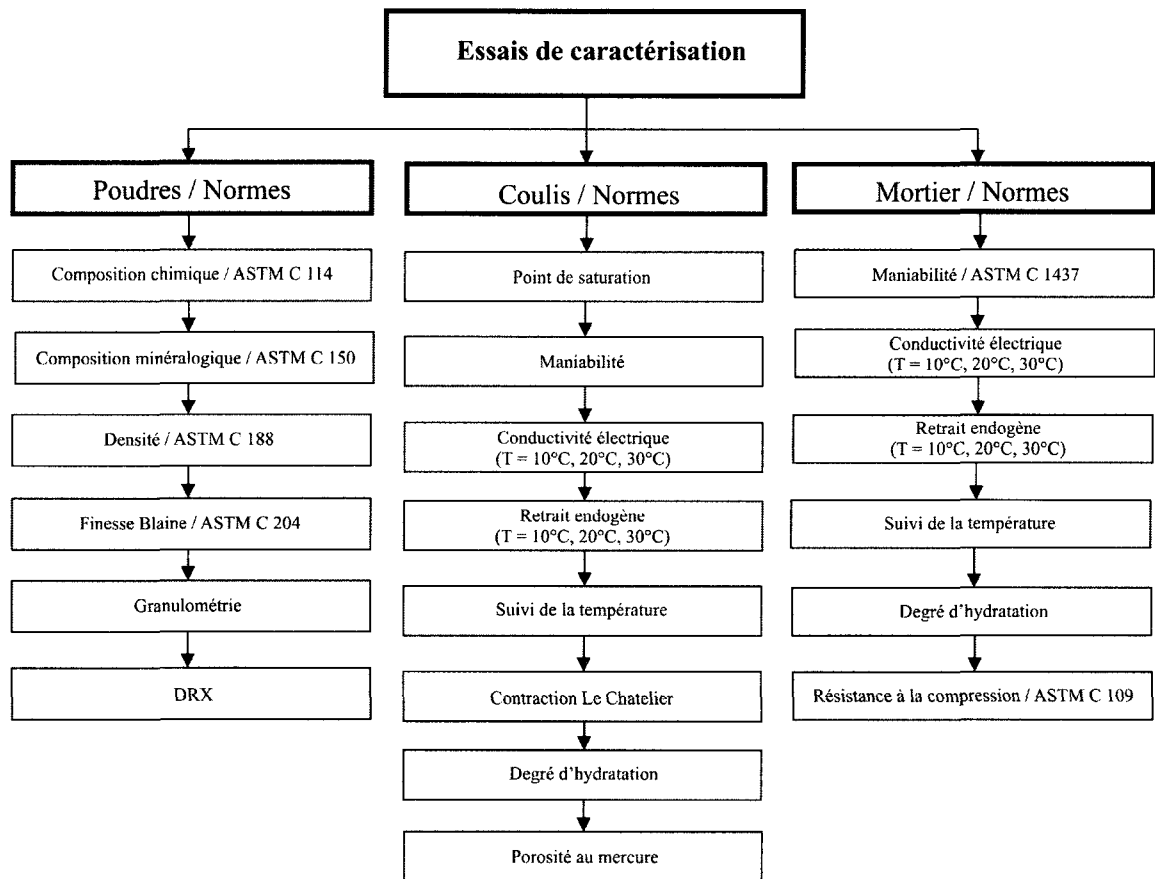 Essais de caractérisation
Poudres / Normes
Composition chimique / ASTM C 114
Composition minéralogique / ASTM C 150
Densité / ASTM C 188
Finesse Blaine / ASTM C 204
Granulométrie
DRX
Coulis / Normes
Point de saturation
Maniabilité
Conductivité électrique
(T = 10°C, 20°C, 30°C)
Retrait endogène
(T = 10°C, 20°C, 30°C)
Suivi de la température
Contraction Le Chatelier
Degré d'hydratation
Porosité au mercure
Mortier / Normes
Maniabilité / ASTM C 1437
Conductivité électrique
(T = 10°C, 20°C, 30°C)
Retrait endogène
(T = 10°C, 20°C, 30°C)
Suivi de la température
Degré d'hydratation
Résistance à la compression / ASTM C 109